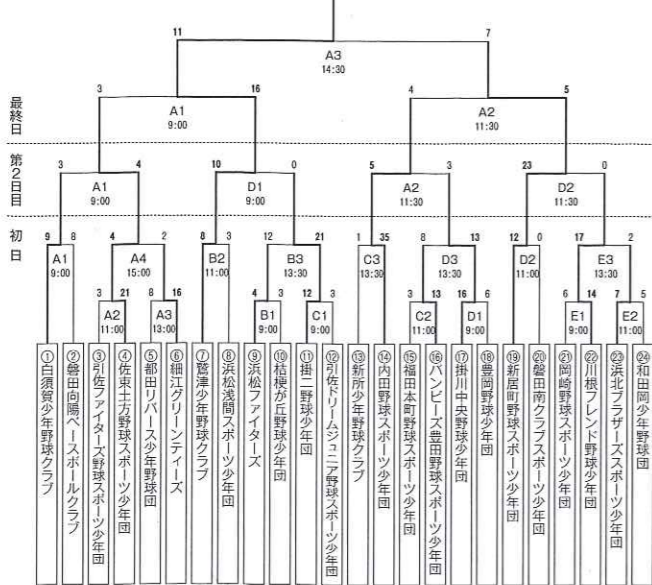 11 7
A3
14:30
3 16 4 5
A1
9:00
A2
11:30
最終日
第2日目
3 4 10 0 5 3 23 0
A1
9:00
D1
9:00
A2
11:30
D2
11:30
初日
9 8 4 2 8 3 12 21 1 35 8 13 12 0 17 2
A1
9:00
A4
15:00
B2
11:00
B3
13:30
C3
13:30
D3
13:30
D2
11:00
E3
13:30
3 21 8 16 4 3 12 3 3 13 16 6 6 14 7 5
A2
11:00
A3
13:00
B1
9:00
C1
9:00
C2
11:00
D1
9:00
E1
9:00
E2
11:00
①白須賀少年野球クラブ
②磐田向陽ベースボールクラブ
③引佐ファイターズ野球スポーツ少年団
④佐束土方野球スポーツ少年団
⑤都田リバース少年野球団
⑥細江グリーンティーズ
⑦鷲津少年野球クラブ
⑧浜松浅間スポーツ少年団
⑨浜松ファイターズ
⑩桔梗が丘野球少年団
⑪掛二野球少年団
⑫引佐ドリームジュニア野球スポーツ少年団
⑬新所少年野球クラブ
⑭内田野球スポーツ少年団
⑮福田本町野球スポーツ少年団
⑯バンビーズ豊田野球スポーツ少年団
⑰掛川中央野球少年団
⑱豊岡野球少年団
⑲新居町野球スポーツ少年団
⑳磐田南クラブスポーツ少年団
㉑岡崎野球スポーツ少年団
㉒川根フレンド野球少年団
㉓浜北ブラザーズスポーツ少年団
㉔和田岡少年野球団